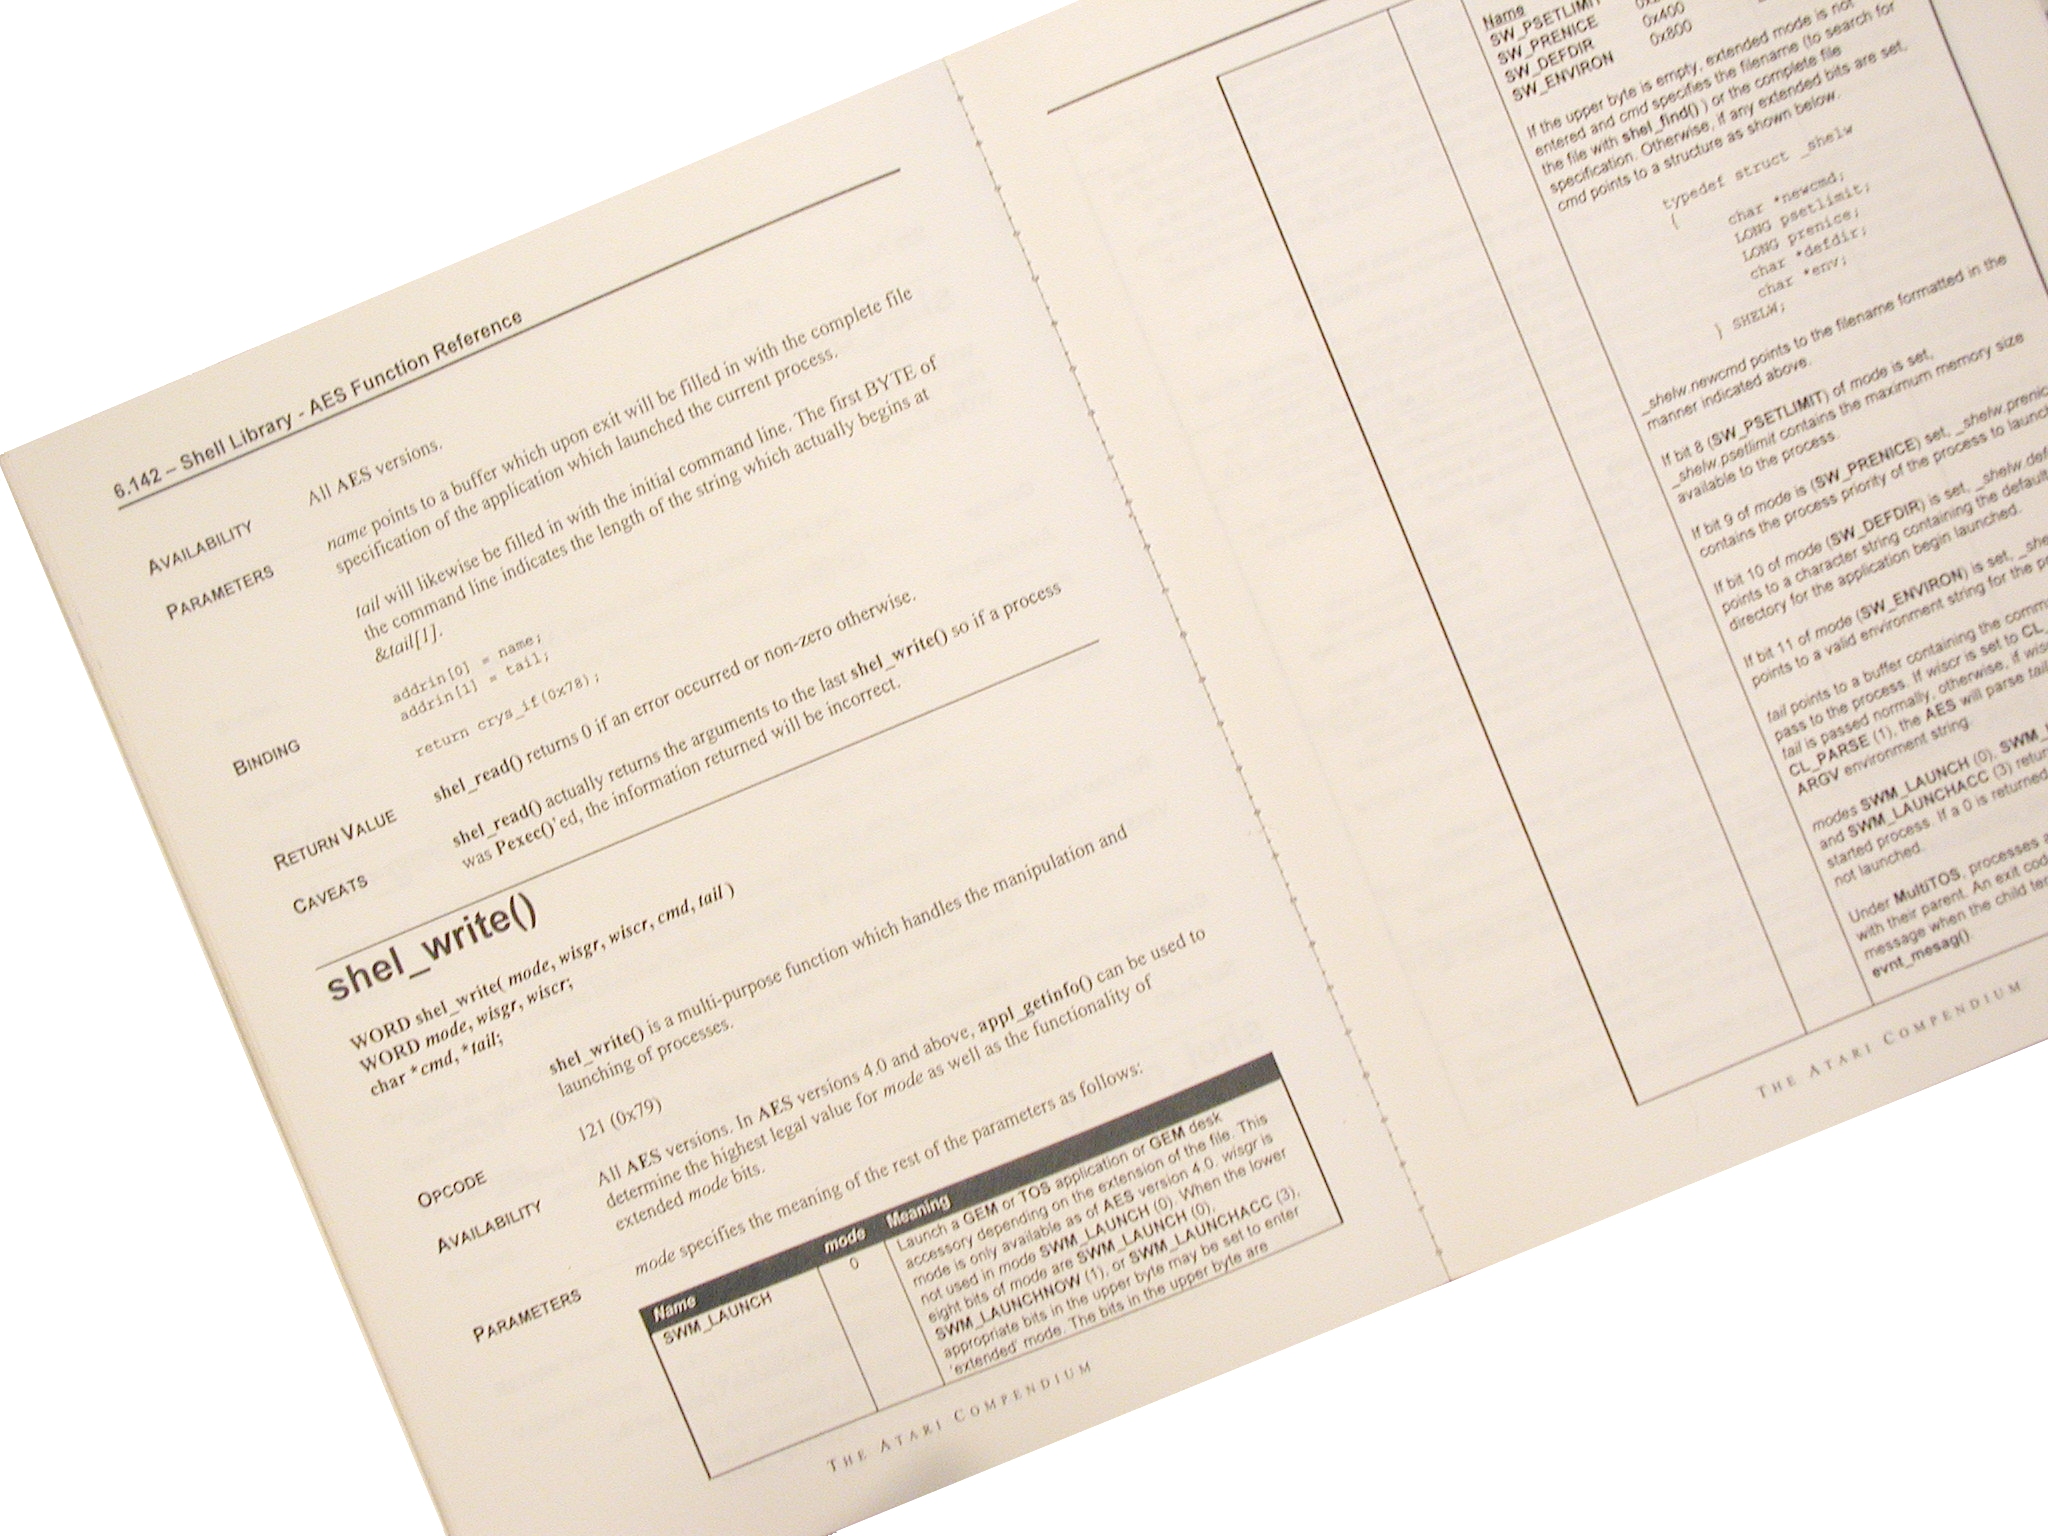 6.142 – Shell Library - AES Function Reference
AVAILABILITY
All AES versions.
PARAMETERS
name points to a buffer which upon exit will be filled in with the complete file
specification of the application which launched the current process.
tail will likewise be filled in with the initial command line. The first BYTE of
the command line indicates the length of the string which actually begins at
&tail[1].
BINDING
addrin[0] = name;
addrin[1] = tail;
return crys_if(0x78);
RETURN VALUE
shel_read() returns 0 if an error occurred or non-zero otherwise.
CAVEATS
shel_read() actually returns the arguments to the last shel_write() so if a process
was Pexec()'ed, the information returned will be incorrect.
shel_write()
WORD shel_write( mode, wisgr, wiscr, cmd, tail )
WORD mode, wisgr, wiscr;
char *cmd, *tail;
shel_write() is a multi-purpose function which handles the manipulation and
launching of processes.
OPCODE
121 (0x79)
AVAILABILITY
All AES versions. In AES versions 4.0 and above, appl_getinfo() can be used to
determine the highest legal value for mode as well as the functionality of
extended mode bits.
PARAMETERS
mode specifies the meaning of the rest of the parameters as follows:
Name mode Meaning
SWM_LAUNCH 0 Launch a GEM or TOS application or GEM desk
accessory depending on the extension of the file. This
mode is only available as of AES version 4.0. wisgr is
not used in mode SWM_LAUNCH (0). When the lower
eight bits of mode are SWM_LAUNCH (0),
SWM_LAUNCHNOW (1), or SWM_LAUNCHACC (3),
appropriate bits in the upper byte may be set to enter
'extended' mode. The bits in the upper byte are
THE ATARI COMPENDIUM
Name
SW_PSETLIMIT
SW_PRENICE 0x400
SW_DEFDIR 0x800
SW_ENVIRON
If the upper byte is empty, extended mode is not
entered and cmd specifies the filename (to search for
the file with shel_find() ) or the complete file
specification. Otherwise, if any extended bits are set,
cmd points to a structure as shown below.
typedef struct _shelw
{
char *newcmd;
LONG psetlimit;
LONG prenice;
char *defdir;
char *env;
} SHELW;
_shelw.newcmd points to the filename formatted in the
manner indicated above.
If bit 8 (SW_PSETLIMIT) of mode is set,
_shelw.psetlimit contains the maximum memory size
available to the process.
If bit 9 of mode is (SW_PRENICE) set, _shelw.prenic
contains the process priority of the process to launch
If bit 10 of mode (SW_DEFDIR) is set, _shelw.def
points to a character string containing the default
directory for the application begin launched.
If bit 11 of mode (SW_ENVIRON) is set, _she
points to a valid environment string for the pr
tail points to a buffer containing the comm
pass to the process. If wiscr is set to CL_
tail is passed normally, otherwise, if wisc
CL_PARSE (1), the AES will parse tail
ARGV environment string
modes SWM_LAUNCH (0), SWM_
and SWM_LAUNCHACC (3) retur
started process. If a 0 is returned
not launched.
Under MultiTOS, processes a
with their parent. An exit cod
message when the child ter
evnt_mesag().
THE ATARI COMPENDIUM